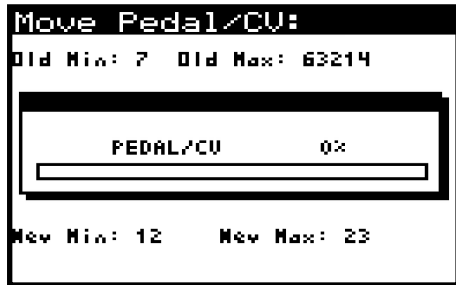 Move Pedal/CV:
Old Min: 7 Old Max: 63214
PEDAL/CV 0%
New Min: 12 New Max: 23